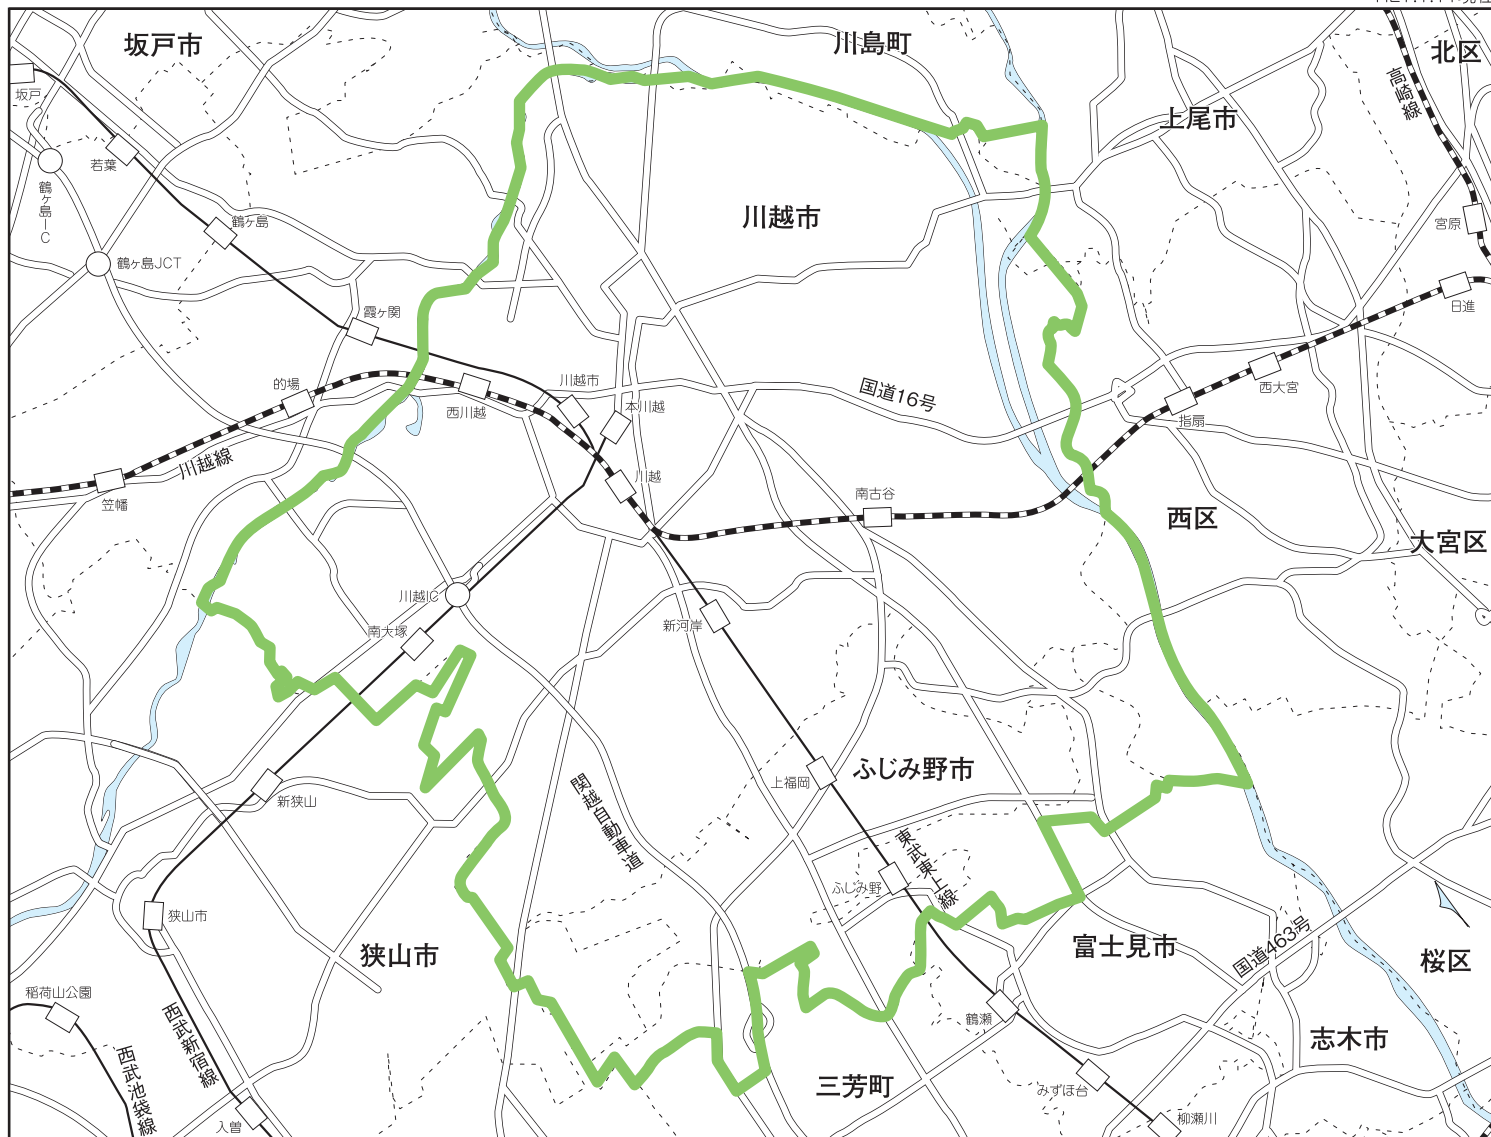 坂戸市
川島町
北区
高崎線
坂戸
上尾市
若葉
鶴ヶ島IC
川越市
鶴ヶ島
宮原
鶴ヶ島JCT
日進
霞ヶ関
的場
川越市
西川越
国道16号
西大宮
本川越
指扇
川越線
川越
南古谷
笠幡
西区
大宮区
川越IC
新河岸
南大塚
ふじみ野市
上福岡
関越自動車道
新狭山
東武東上線
ふじみ野
狭山市
狭山市
富士見市
国道463号
桜区
稲荷山公園
西武新宿線
鶴瀬
志木市
西武池袋線
三芳町
みずほ台
柳瀬川
入曽